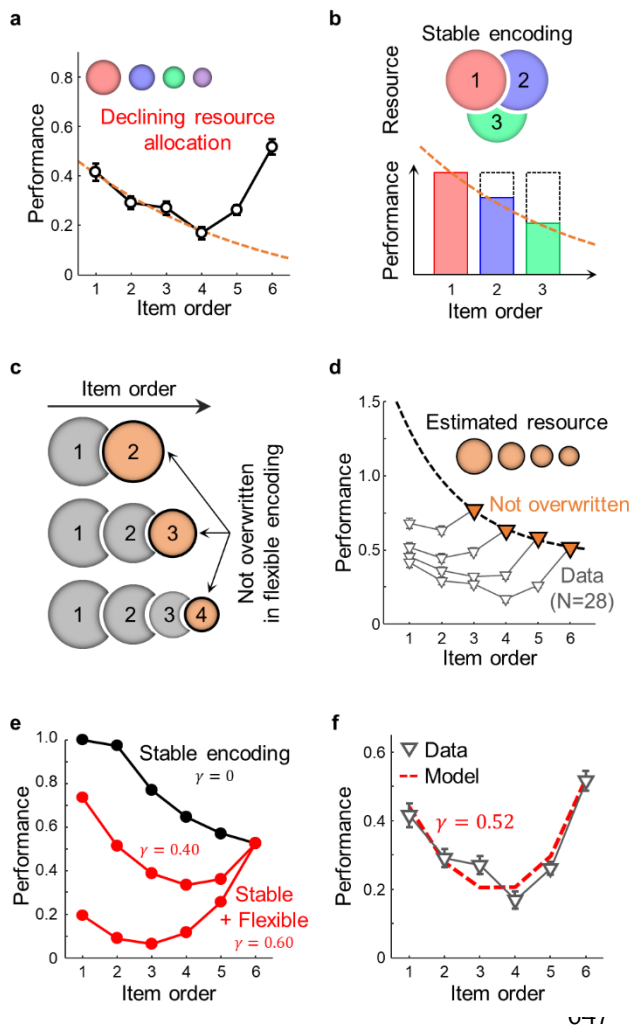 a
0.8
0.6
0.4
0.2
0
Performance
Declining resource
allocation
1 2 3 4 5 6
Item order
b
Stable encoding
Resource
1 2
3
Performance
1 2 3
Item order
c
Item order
1 2
1 2 3
1 2 3 4
Not overwritten
in flexible encoding
d
1.5
1.0
0.5
0
Performance
Estimated resource
Not overwritten
Data
(N=28)
1 2 3 4 5 6
Item order
e
1.0
0.8
0.6
0.4
0.2
0
Performance
Stable encoding
γ = 0
γ = 0.40
Stable
+ Flexible
γ = 0.60
1 2 3 4 5 6
Item order
f
0.6
0.4
0.2
0
Performance
Data
Model
γ = 0.52
1 2 3 4 5 6
Item order